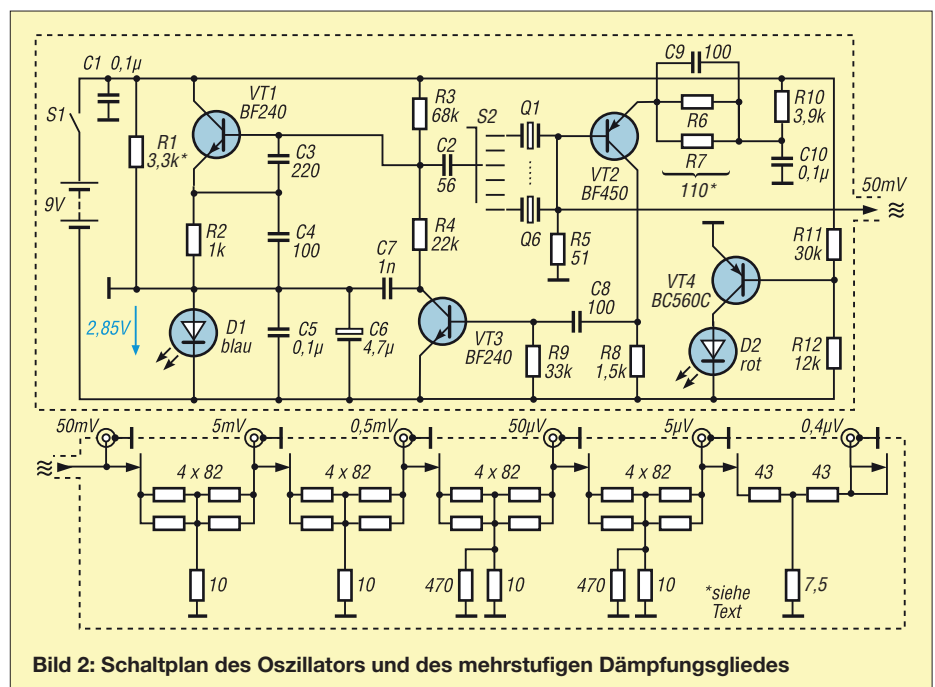 C1 0,1µ
S1
9V
R1
3,3k*
VT1
BF240
C3
220
R2
1k
C4
100
2,85V
D1
blau
C5
0,1µ
C6
4,7µ
C7
1n
R3
68k
C2
56
R4
22k
S2
Q1
Q6
R5
51
VT3
BF240
C8
100
R9
33k
R8
1,5k
VT2
BF450
C9 100
R6
R7
110*
R10
3,9k
C10
0,1µ
50mV
R11
30k
VT4
BC560C
D2
rot
R12
12k
50mV 5mV 0,5mV 50µV 5µV 0,4µV
4 x 82 4 x 82 4 x 82 4 x 82 43 43
10 10 470 10 470 10 7,5
*siehe
Text
Bild 2: Schaltplan des Oszillators und des mehrstufigen Dämpfungsgliedes